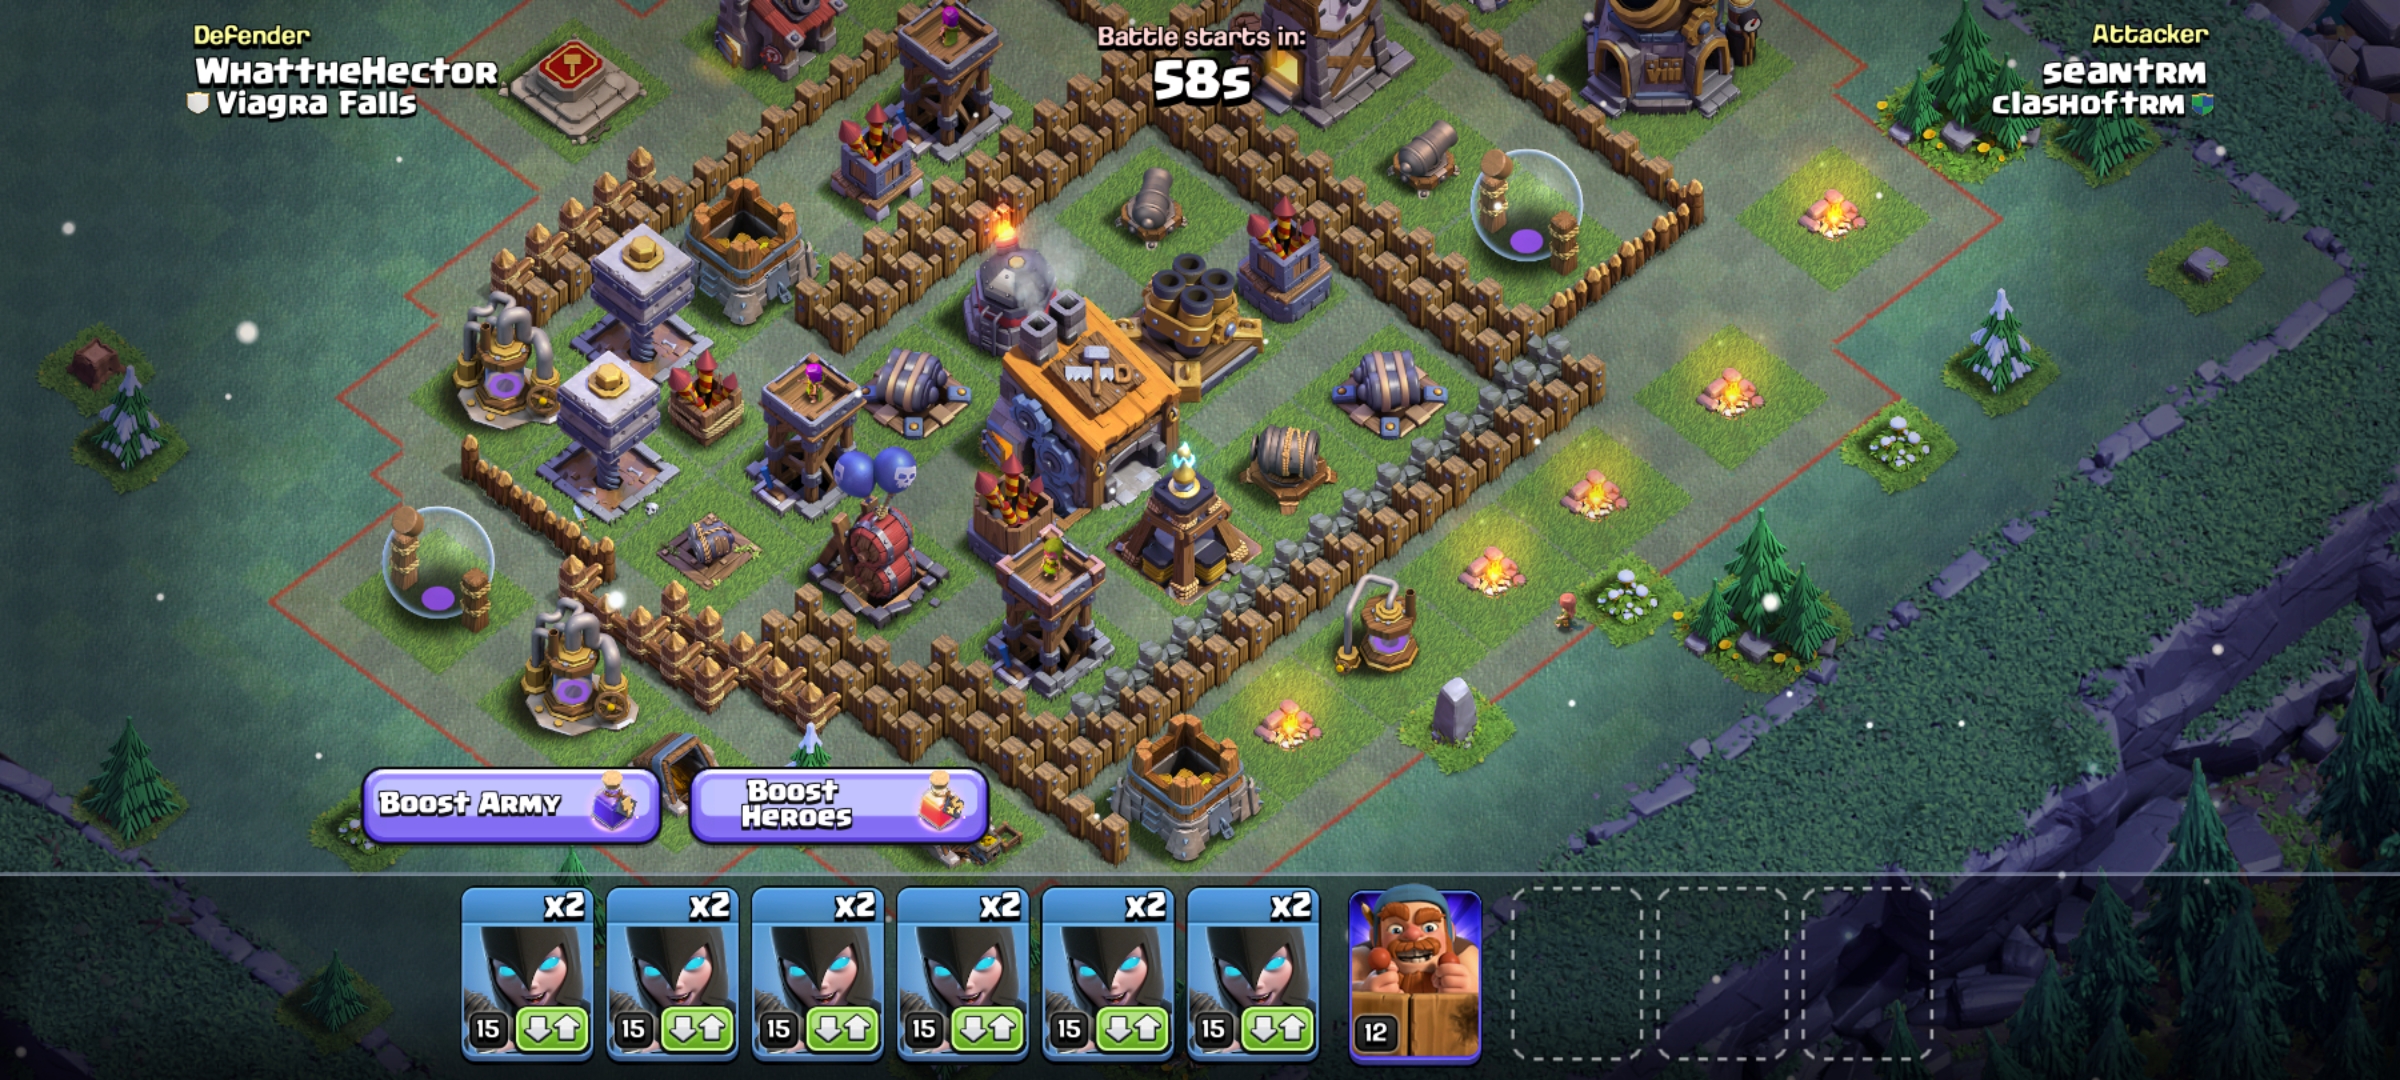 Defender
WHATTHEHECTOR
Viagra Falls
Battle starts in:
58s
Attacker
seantrm
clashoftrm
VIII
Boost Army
Boost
Heroes
x2
x2
x2
x2
x2
x2
15
15
15
15
15
15
12